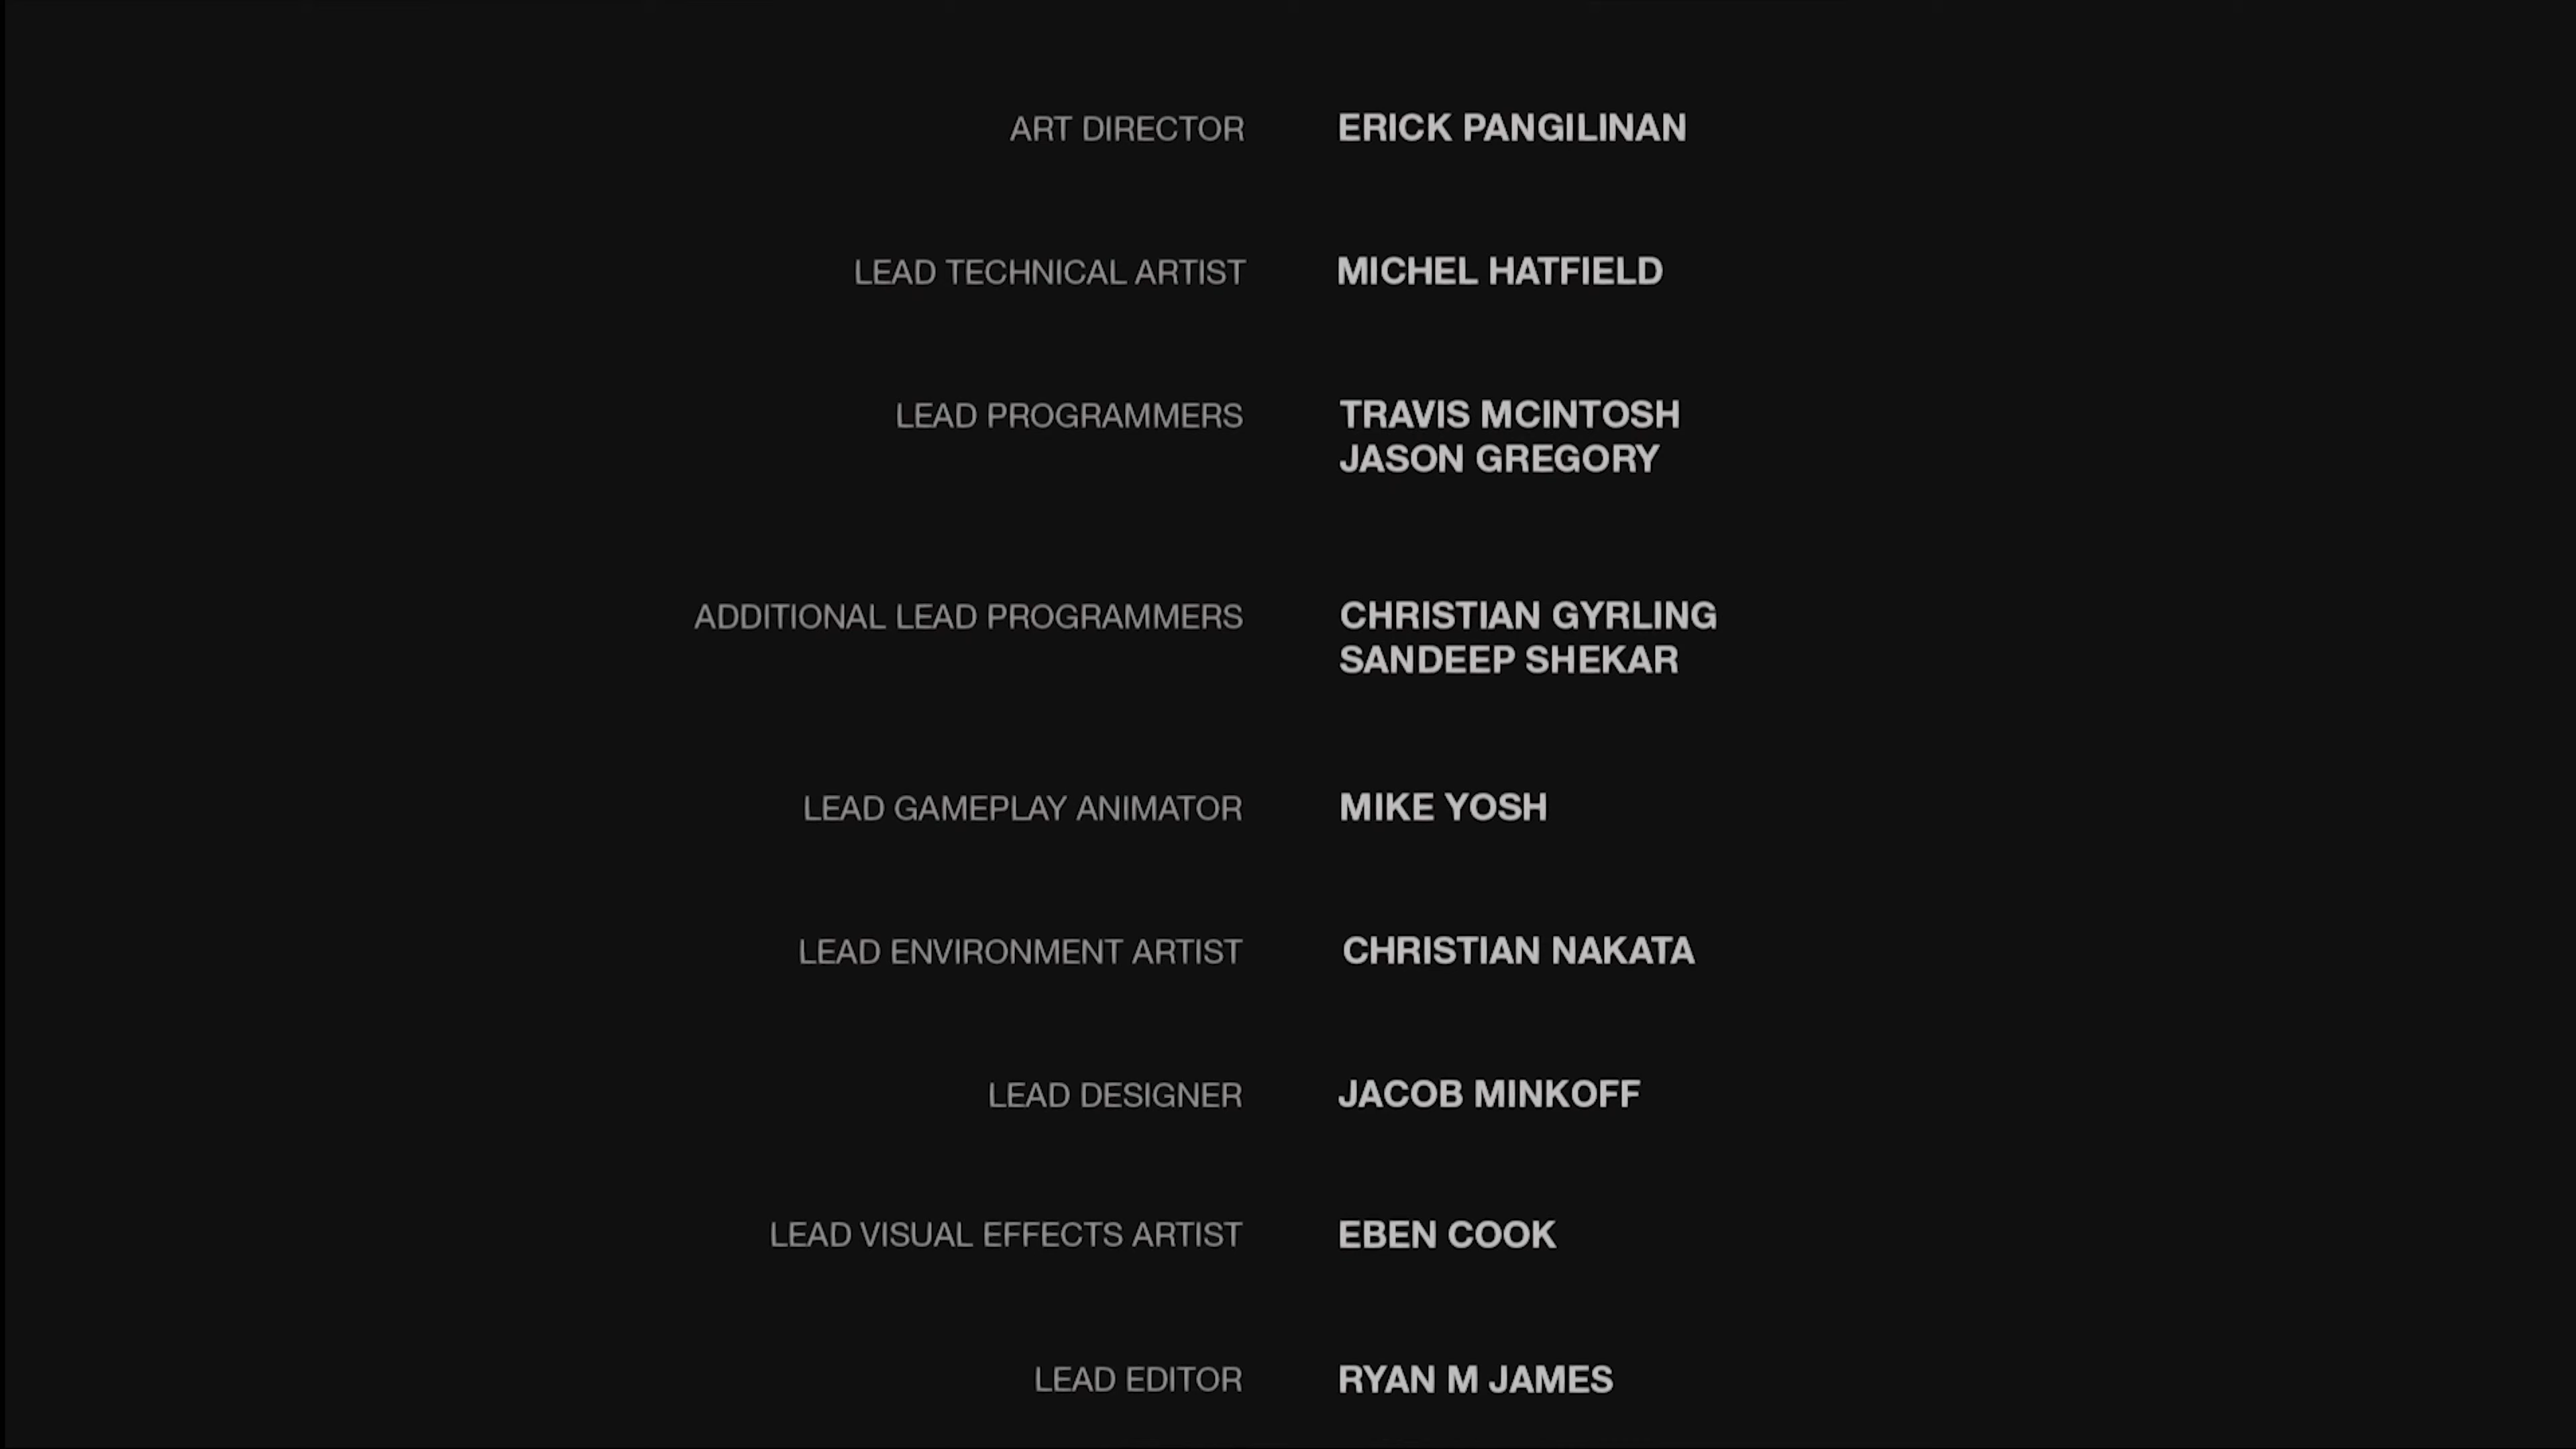 ART DIRECTOR ERICK PANGILINAN
LEAD TECHNICAL ARTIST MICHEL HATFIELD
LEAD PROGRAMMERS TRAVIS MCINTOSH
JASON GREGORY
ADDITIONAL LEAD PROGRAMMERS CHRISTIAN GYRLING
SANDEEP SHEKAR
LEAD GAMEPLAY ANIMATOR MIKE YOSH
LEAD ENVIRONMENT ARTIST CHRISTIAN NAKATA
LEAD DESIGNER JACOB MINKOFF
LEAD VISUAL EFFECTS ARTIST EBEN COOK
LEAD EDITOR RYAN M JAMES